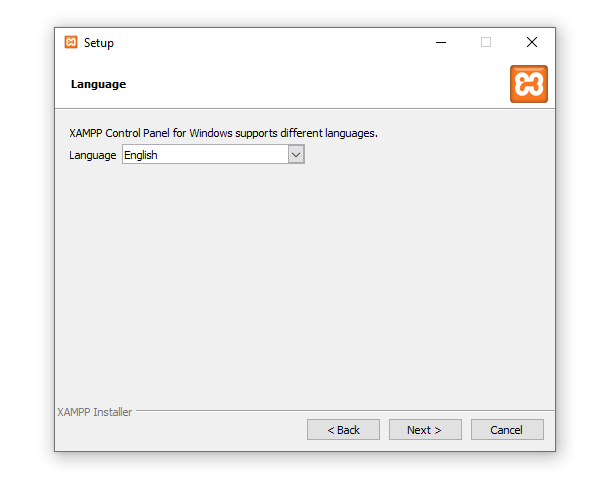 Setup
Language
XAMPP Control Panel for Windows supports different languages.
Language English
XAMPP Installer
< Back Next > Cancel